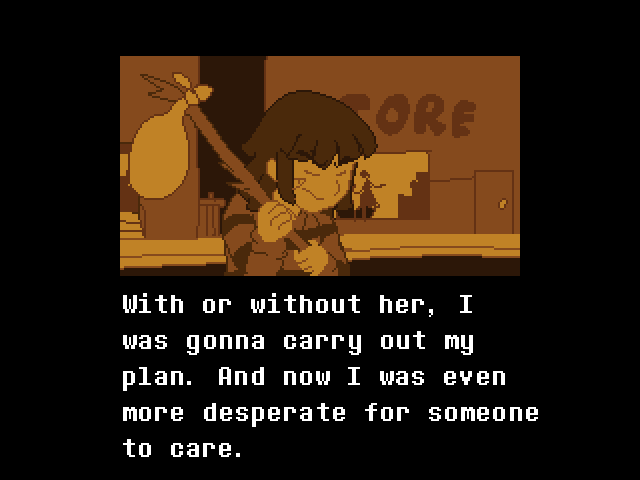 CORE
With or without her, I
was gonna carry out my
plan. And now I was even
more desperate for someone
to care.